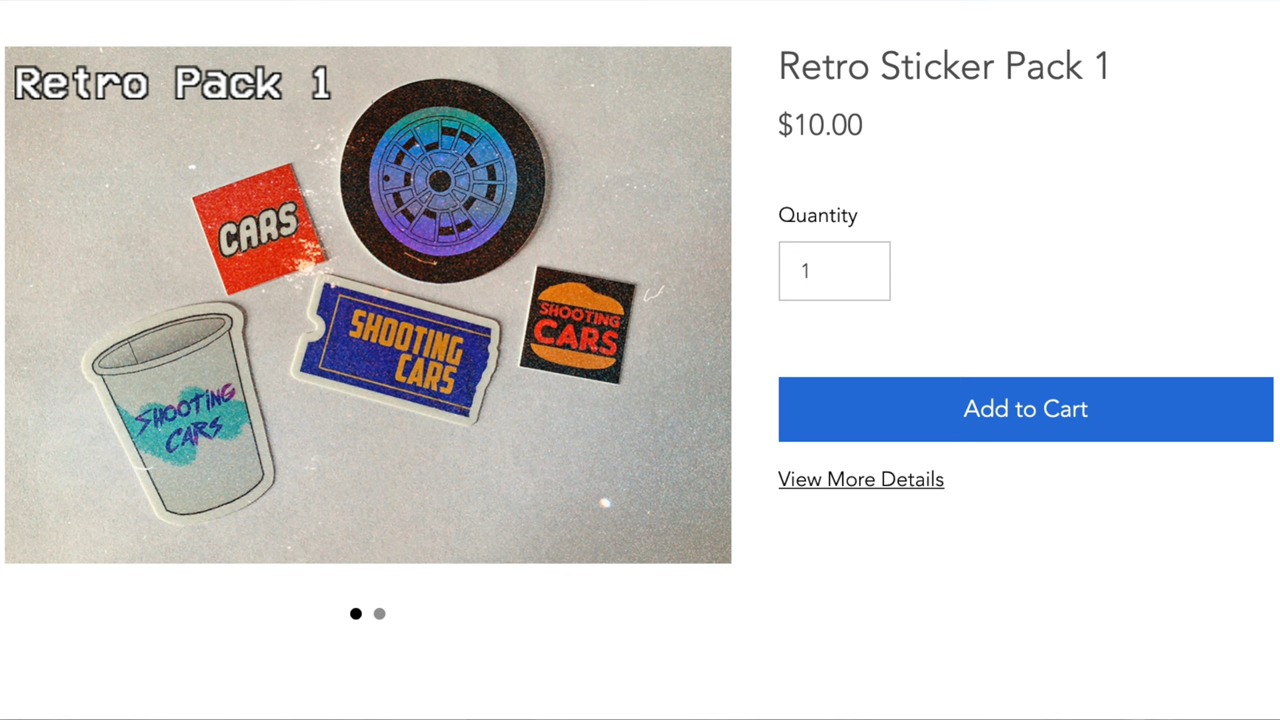 Retro Pack 1
CARS
SHOOTING
CARS
SHOOTING
CARS
SHOOTING
CARS
Retro Sticker Pack 1
$10.00
Quantity
1
Add to Cart
View More Details